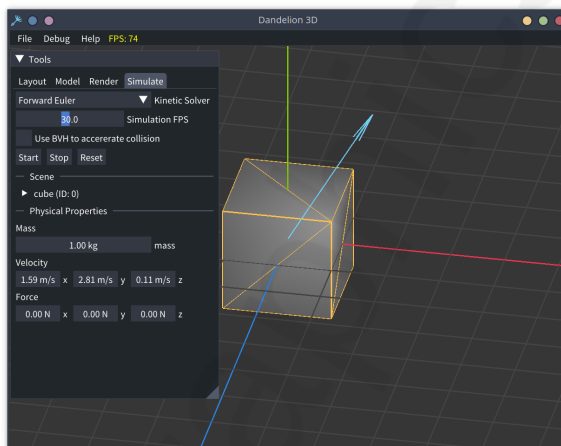 Dandelion 3D
File Debug Help FPS: 74
▼ Tools
Layout Model Render Simulate
Forward Euler ▼ Kinetic Solver
30.0 Simulation FPS
Use BVH to accererate collision
Start Stop Reset
Scene
▶ cube (ID: 0)
Physical Properties
Mass
1.00 kg mass
Velocity
1.59 m/s x 2.81 m/s y 0.11 m/s z
Force
0.00 N x 0.00 N y 0.00 N z